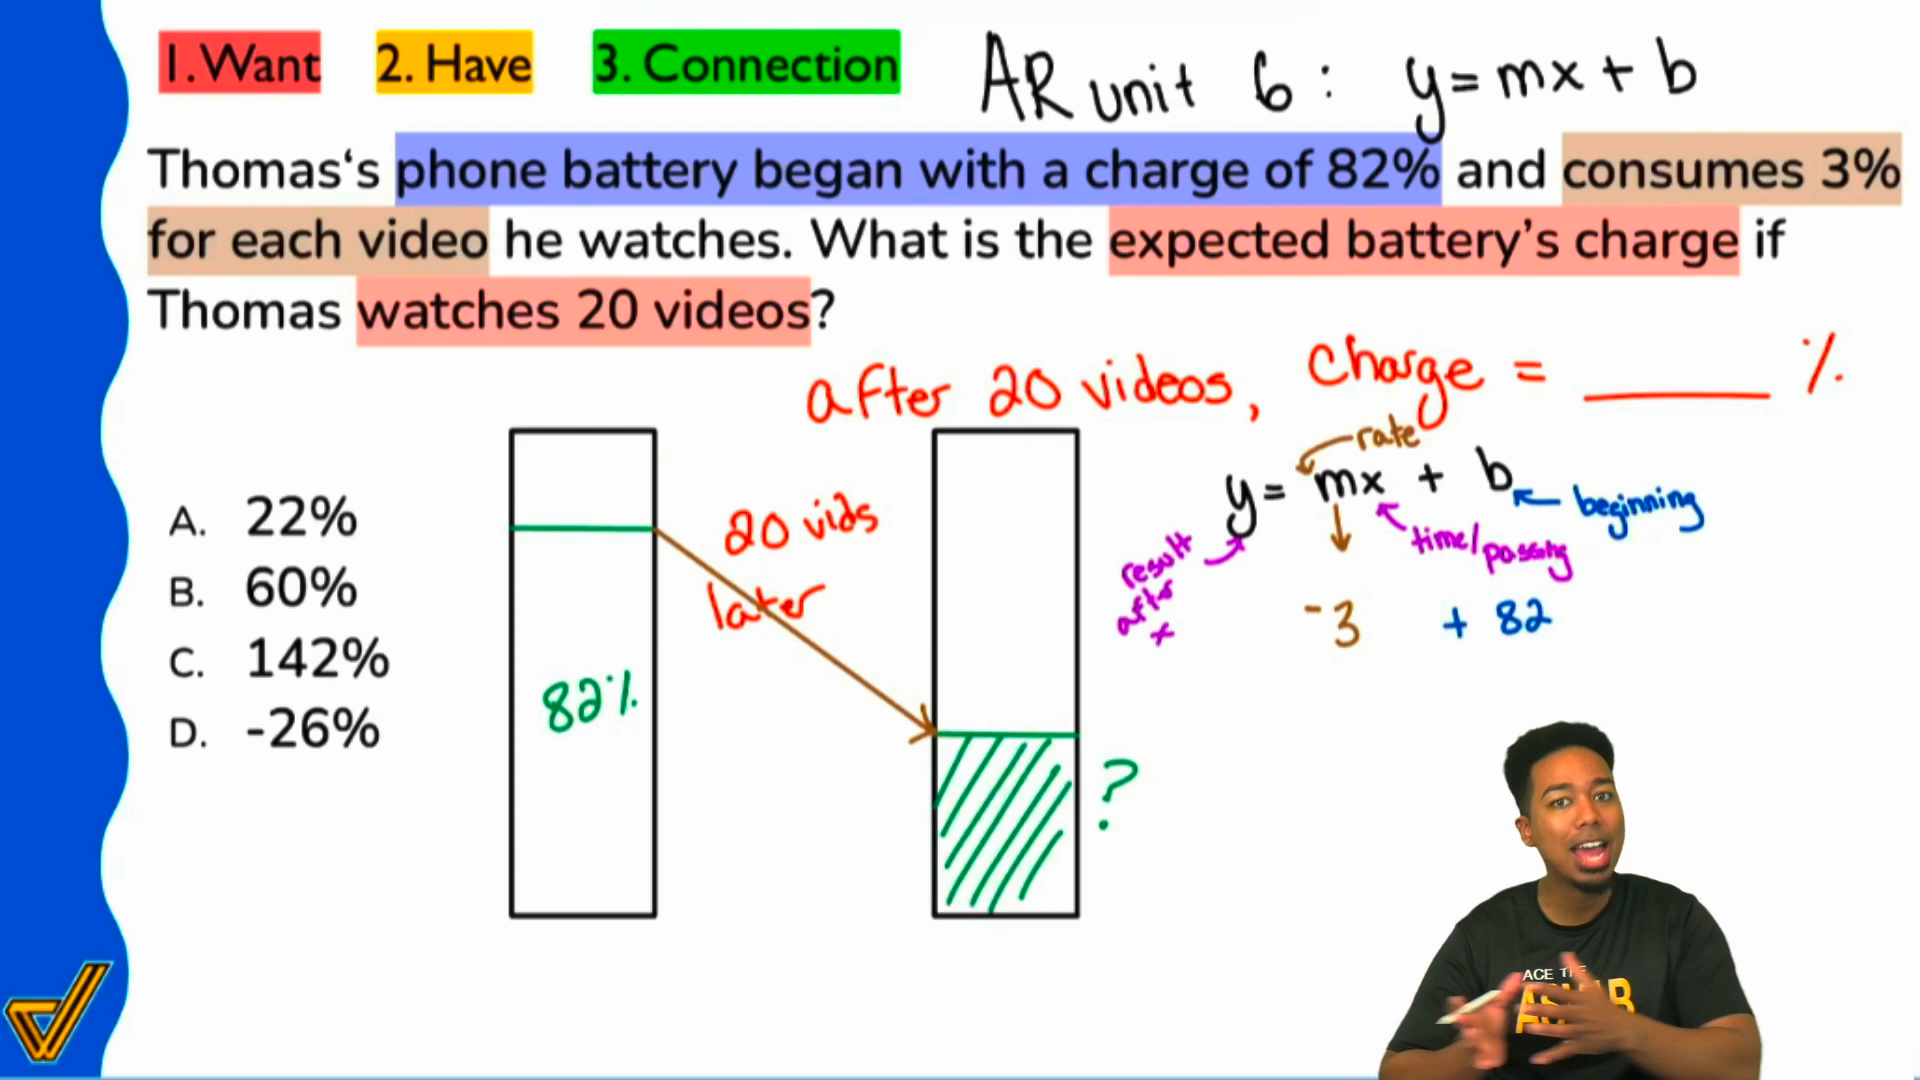 1. Want 2. Have 3. Connection AR unit 6: y = mx + b
Thomas‘s phone battery began with a charge of 82% and consumes 3%
for each video he watches. What is the expected battery’s charge if
Thomas watches 20 videos?
after 20 videos, Charge = ____ %
rate
y = mx + b
beginning
time/passing
result
after
x
-3 + 82
20 vids
later
82%
?
A. 22%
B. 60%
C. 142%
D. -26%
ACE THE